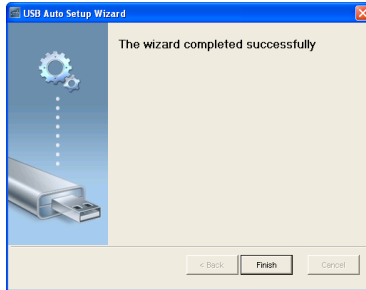 USB Auto Setup Wizard
The wizard completed successfully
< Back
Finish
Cancel